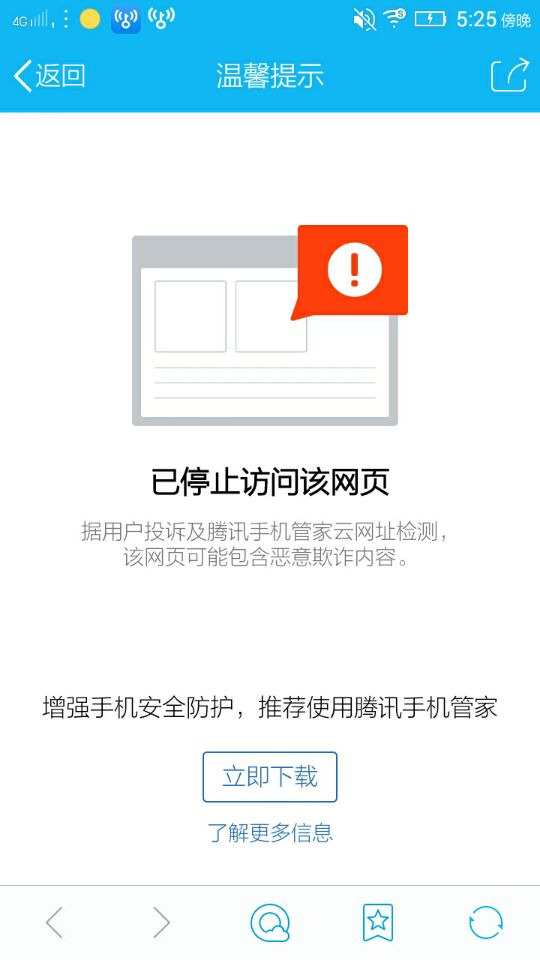 4G 5:25 傍晚
返回 温馨提示
已停止访问该网页
据用户投诉及腾讯手机管家云网址检测，
该网页可能包含恶意欺诈内容。
增强手机安全防护，推荐使用腾讯手机管家
立即下载
了解更多信息